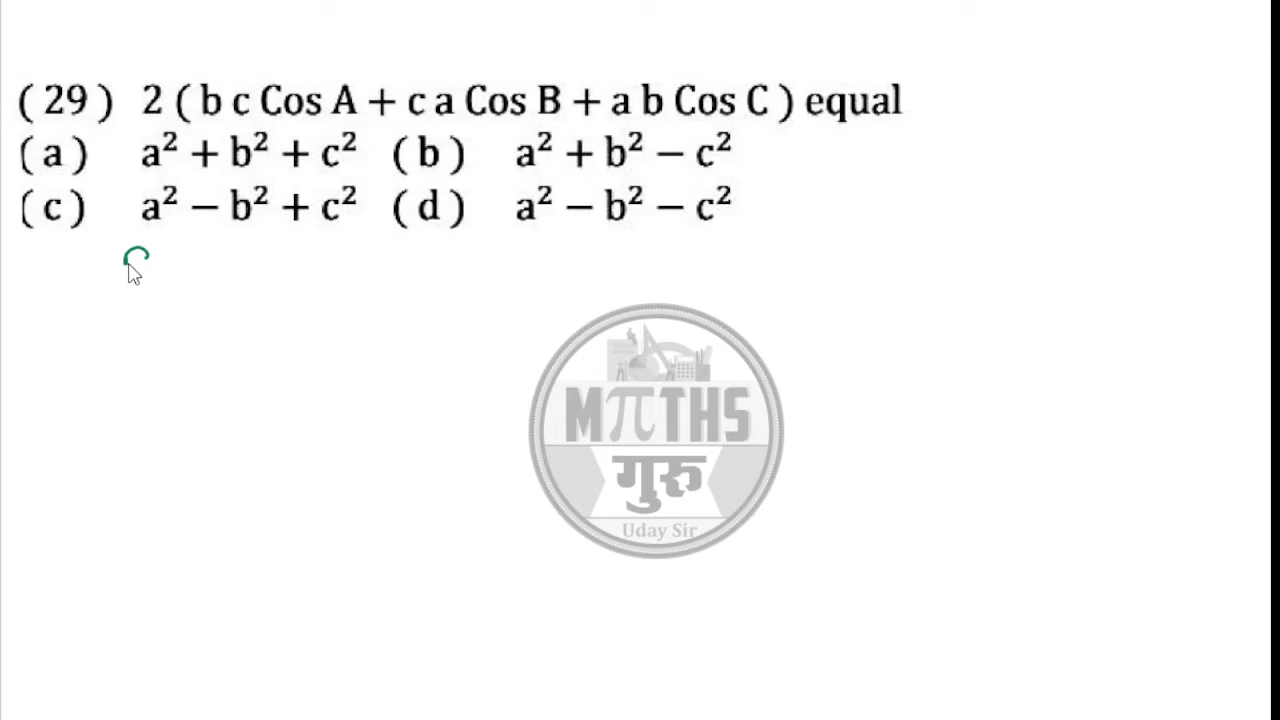 ( 29 ) 2 ( b c Cos A + c a Cos B + a b Cos C ) equal
( a ) a² + b² + c² ( b ) a² + b² − c²
( c ) a² − b² + c² ( d ) a² − b² − c²
MπTHS
गुरु
Uday Sir